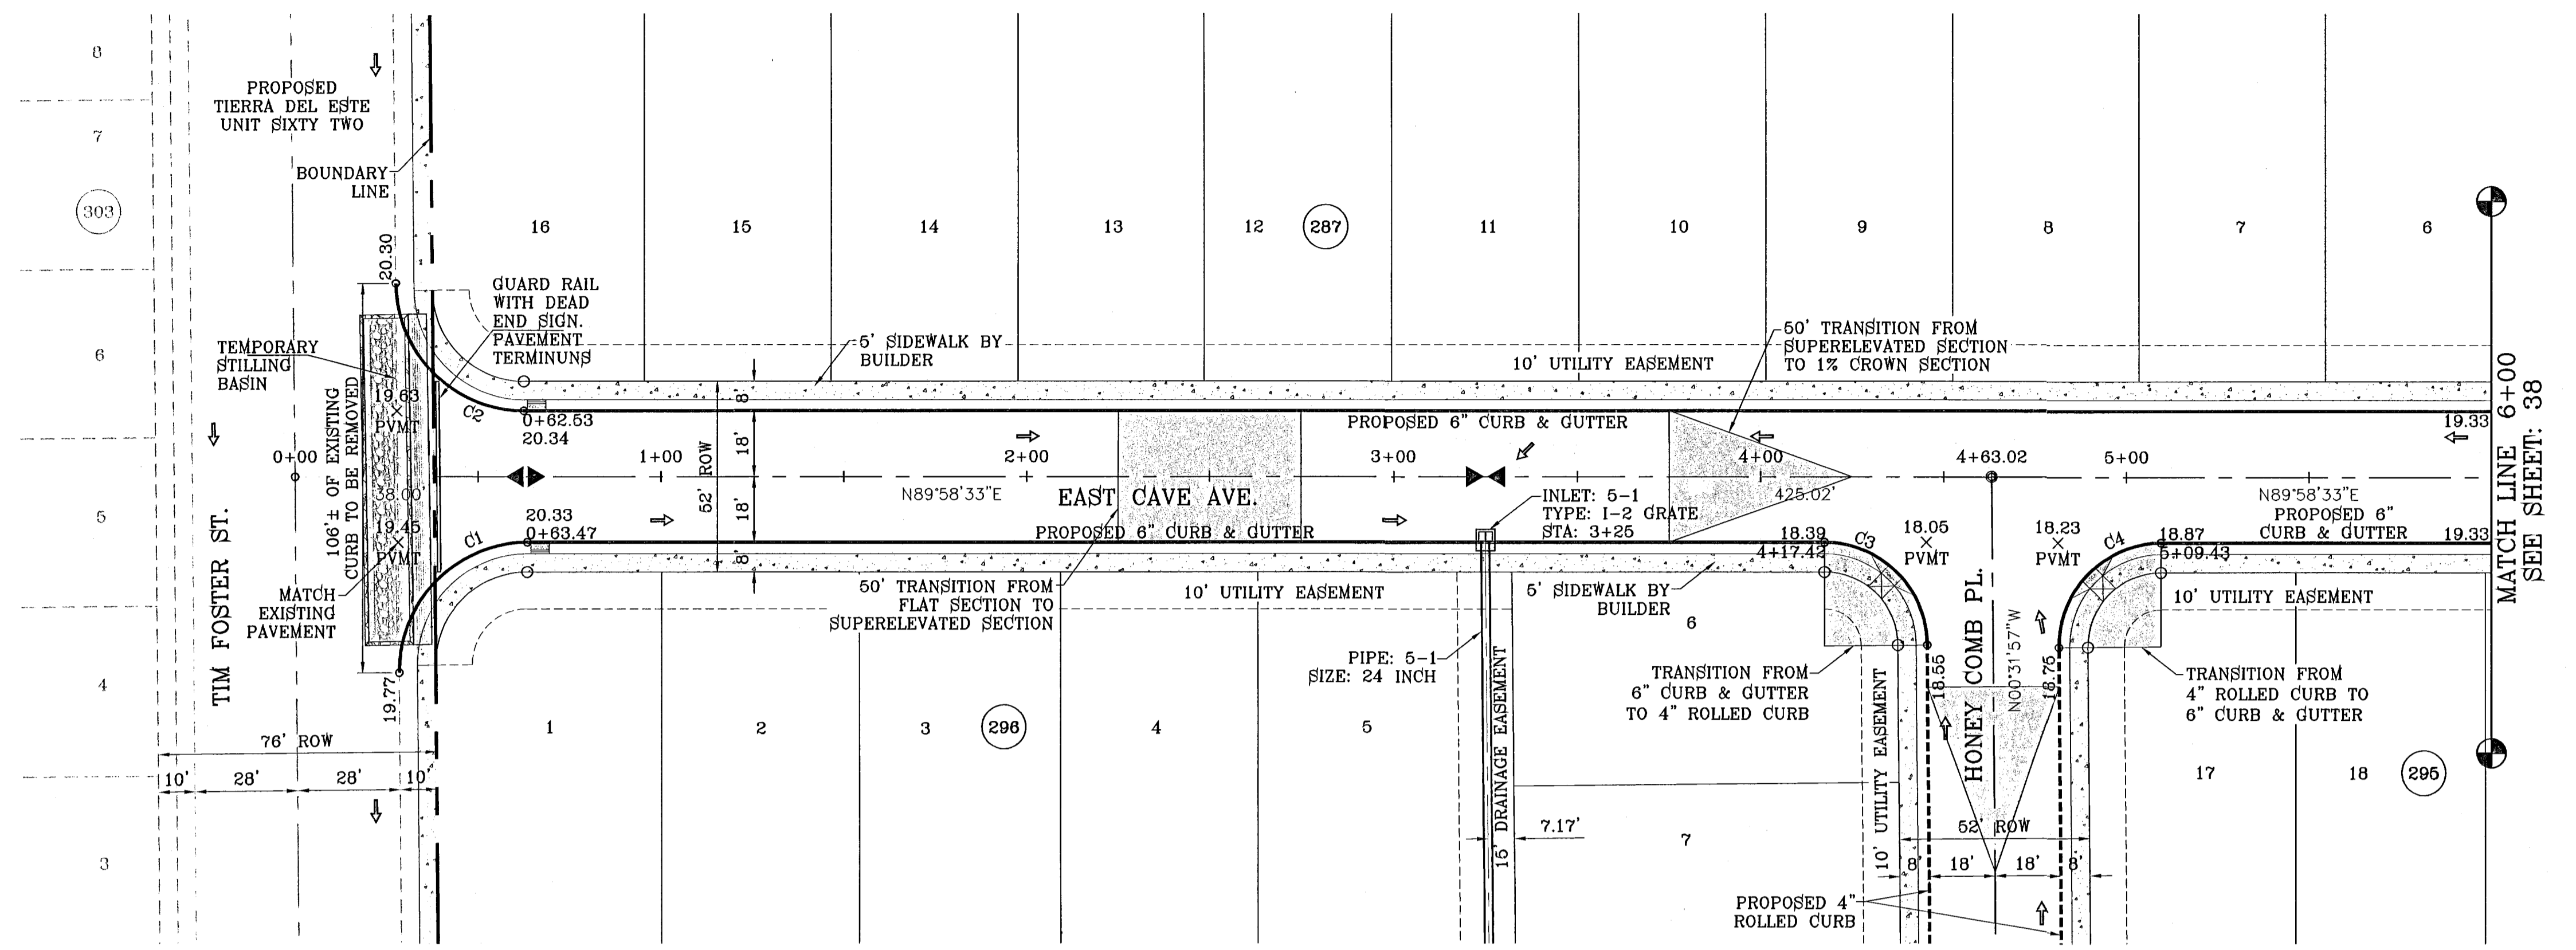 8
7
303
6
5
4
3
PROPOSED
TIERRA DEL ESTE
UNIT SIXTY TWO
BOUNDARY
LINE
20.30
GUARD RAIL
WITH DEAD
END SIGN.
PAVEMENT
TERMINUNS
TEMPORARY
STILLING
BASIN
19.63
PVMT
106'± OF EXISTING
CURB TO BE REMOVED
38.00'
19.45
PVMT
MATCH
EXISTING
PAVEMENT
19.77
TIM FOSTER ST.
0+00
76' ROW
10'
28'
28'
10'
C2
C1
0+62.53
20.34
20.33
0+63.47
16
15
14
13
12
287
11
10
9
8
7
6
5' SIDEWALK BY
BUILDER
10' UTILITY EASEMENT
50' TRANSITION FROM
SUPERELEVATED SECTION
TO 1% CROWN SECTION
8'
18'
52' ROW
18'
8'
PROPOSED 6" CURB & GUTTER
19.33
1+00
2+00
3+00
4+00
4+63.02
5+00
N89°58'33"E
EAST CAVE AVE.
425.02'
N89°58'33"E
PROPOSED 6" CURB & GUTTER
INLET: 5-1
TYPE: I-2 GRATE
STA: 3+25
PROPOSED 6"
CURB & GUTTER
19.33
18.39
4+17.42
C3
18.05
PVMT
18.23
PVMT
C4
18.87
5+09.43
MATCH LINE 6+00
SEE SHEET: 38
50' TRANSITION FROM
FLAT SECTION TO
SUPERELEVATED SECTION
10' UTILITY EASEMENT
5' SIDEWALK BY
BUILDER
10' UTILITY EASEMENT
PIPE: 5-1
SIZE: 24 INCH
15' DRAINAGE EASEMENT
7.17'
TRANSITION FROM
6" CURB & GUTTER
TO 4" ROLLED CURB
10' UTILITY EASEMENT
18.55
HONEY COMB PL.
N00°31'57"W
18.75
TRANSITION FROM
4" ROLLED CURB TO
6" CURB & GUTTER
1
2
3
296
4
5
6
7
17
18
295
52' ROW
8'
18'
18'
8'
PROPOSED 4"
ROLLED CURB